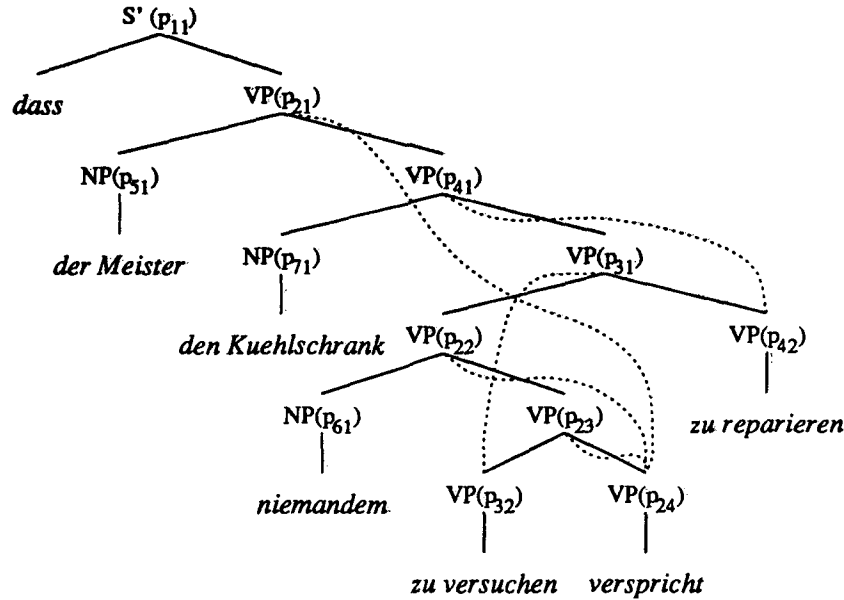 S' (p11)
dass
VP(p21)
NP(p51)
VP(p41)
der Meister
NP(p71)
VP(p31)
den Kuehlschrank
VP(p22)
VP(p42)
NP(p61)
VP(p23)
zu reparieren
niemandem
VP(p32)
VP(p24)
zu versuchen
verspricht